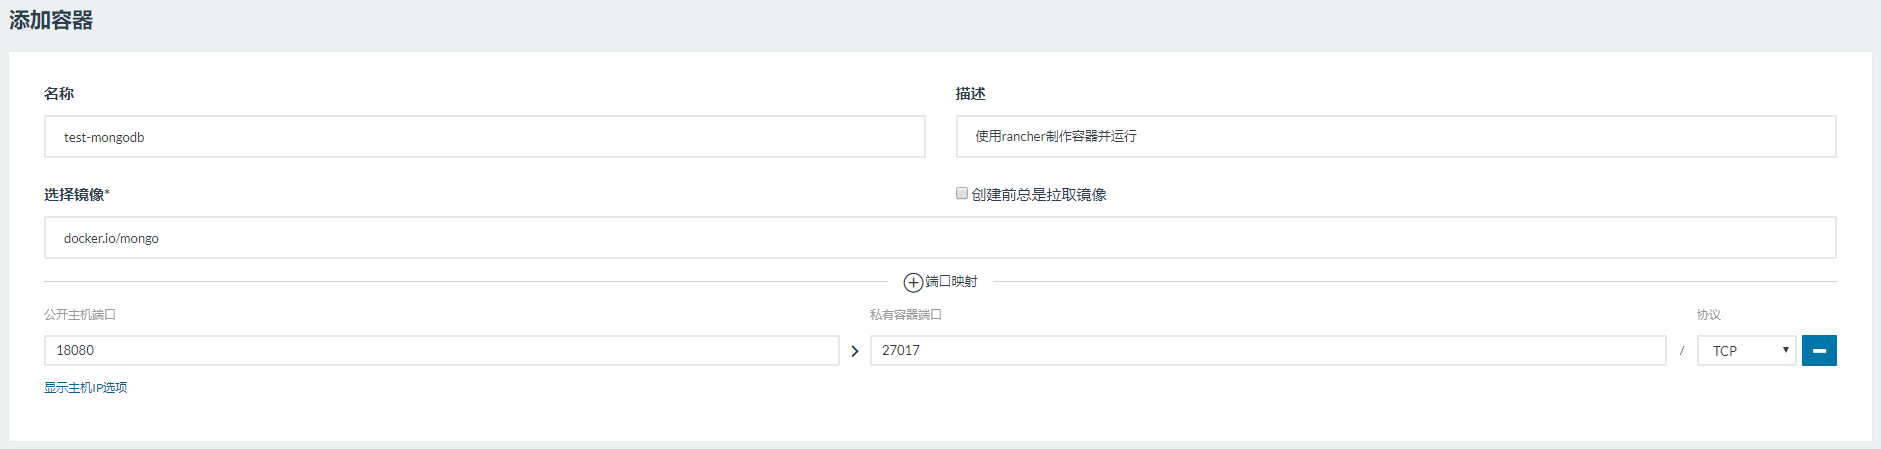 添加容器
名称
描述
test-mongodb
使用rancher制作容器并运行
选择镜像*
创建前总是拉取镜像
docker.io/mongo
端口映射
公开主机端口
私有容器端口
协议
18080
27017
/
TCP
显示主机IP选项